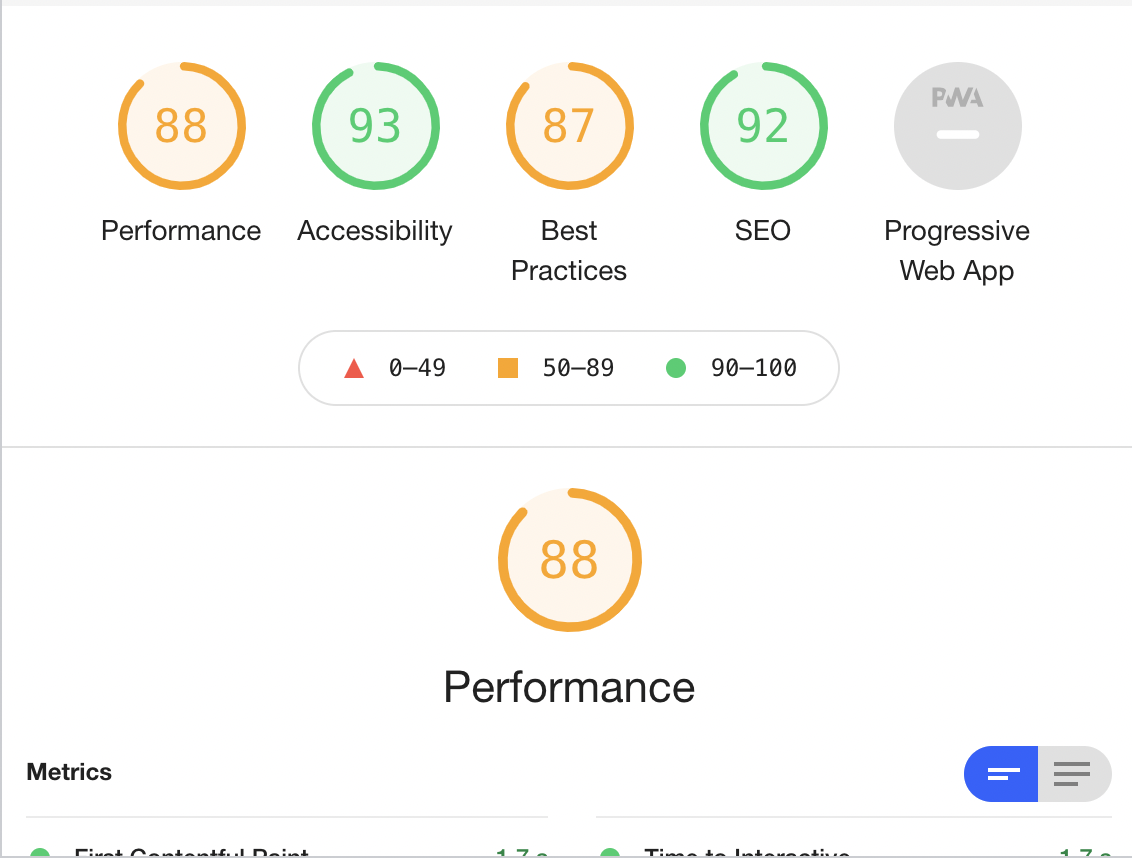 88
93
87
92
PWA
Performance
Accessibility
Best
Practices
SEO
Progressive
Web App
0–49
50–89
90–100
88
Performance
Metrics
First Contentful Paint
1.7 s
Time to Interactive
1.7 s